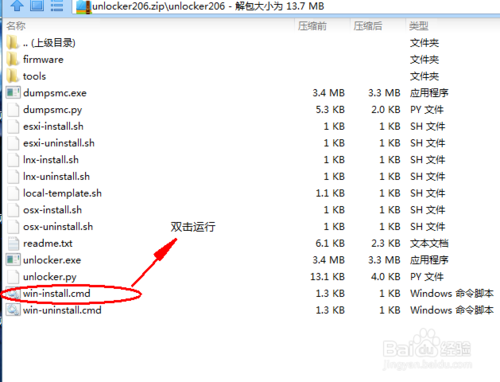 unlocker206.zip\unlocker206 - 解包大小为 13.7 MB
名称 压缩前 压缩后 类型
.. (上级目录) 文件夹
firmware 文件夹
tools 文件夹
dumpsmc.exe 3.4 MB 3.3 MB 应用程序
dumpsmc.py 5.3 KB 2.0 KB PY 文件
esxi-install.sh 1 KB 1 KB SH 文件
esxi-uninstall.sh 1 KB 1 KB SH 文件
lnx-install.sh 1 KB 1 KB SH 文件
lnx-uninstall.sh 1 KB 1 KB SH 文件
local-template.sh 1.1 KB 1 KB SH 文件
osx-install.sh 1 KB 1 KB SH 文件
osx-uninstall.sh 1 KB 1 KB SH 文件
双击运行
readme.txt 6.1 KB 2.3 KB 文本文档
unlocker.exe 3.4 MB 3.3 MB 应用程序
unlocker.py 13.1 KB 4.0 KB PY 文件
win-install.cmd 1.3 KB 1 KB Windows 命令脚本
win-uninstall.cmd 1.3 KB 1 KB Windows 命令脚本
Baidu 经验
jingyan.baidu.com